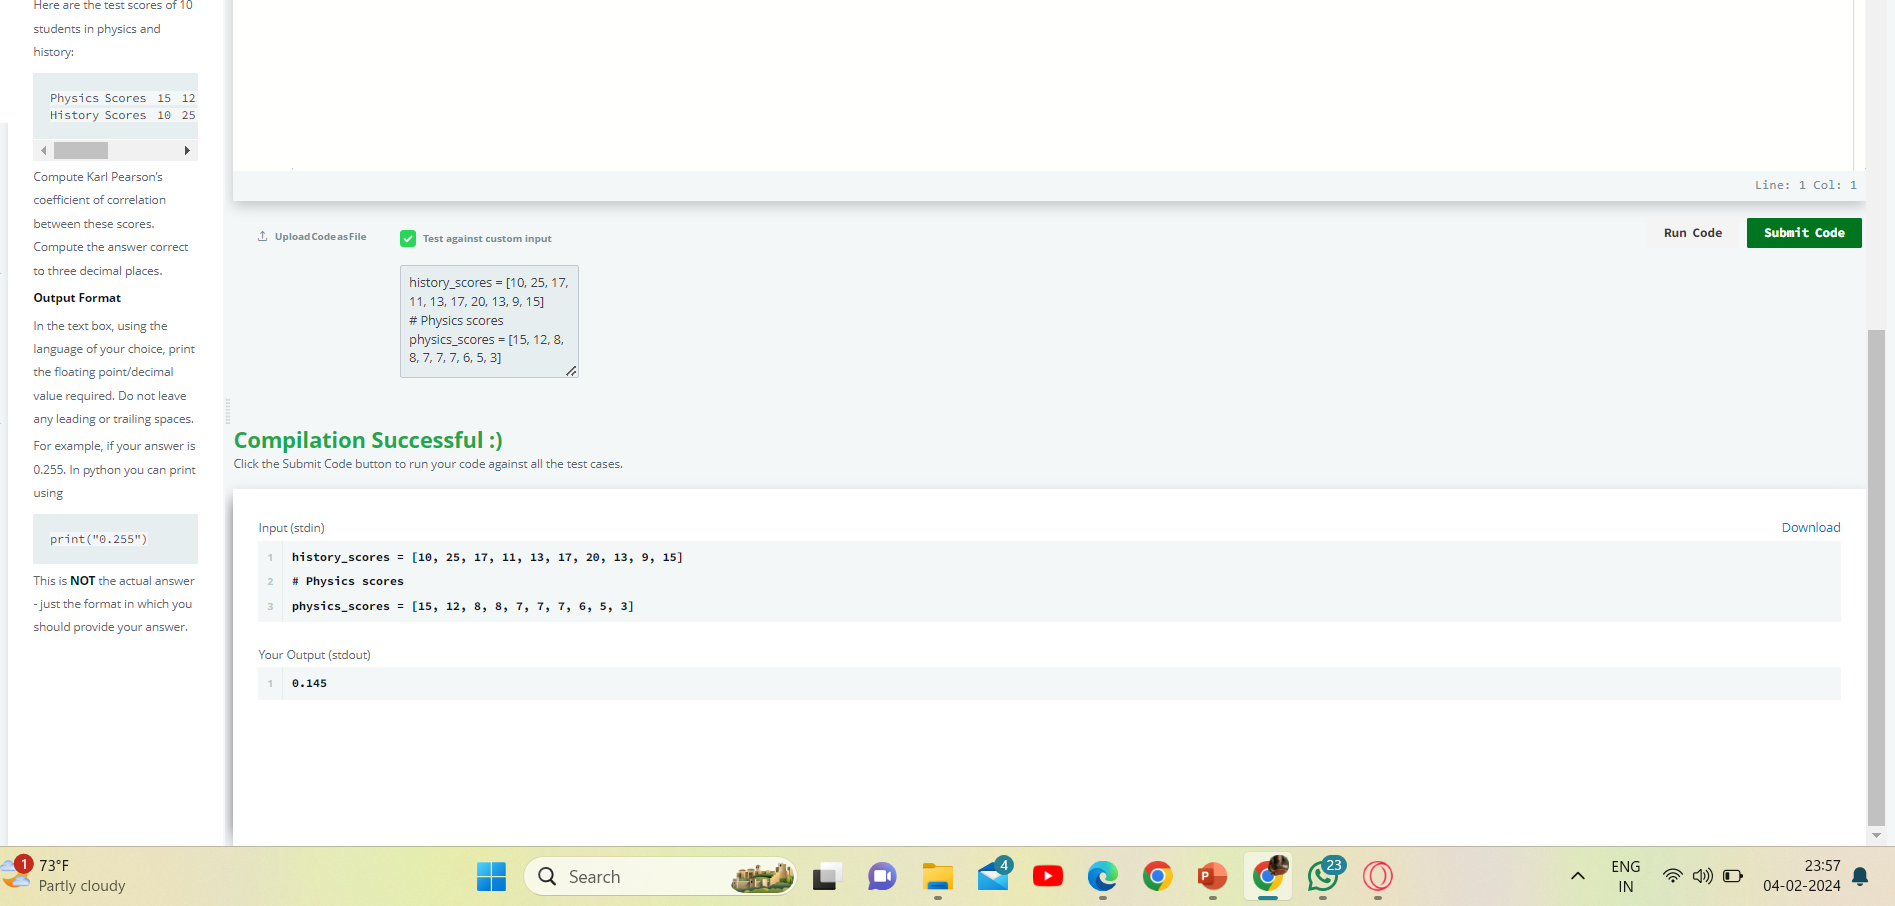 Here are the test scores of 10
students in physics and
history:
Physics Scores 15 12
History Scores 10 25
Compute Karl Pearson's
coefficient of correlation
between these scores.
Compute the answer correct
to three decimal places.
Output Format
In the text box, using the
language of your choice, print
the floating point/decimal
value required. Do not leave
any leading or trailing spaces.
For example, if your answer is
0.255. In python you can print
using
print("0.255")
This is NOT the actual answer
- just the format in which you
should provide your answer.
Line: 1 Col: 1
Upload Code as File
Test against custom input
Run Code
Submit Code
history_scores = [10, 25, 17,
11, 13, 17, 20, 13, 9, 15]
# Physics scores
physics_scores = [15, 12, 8,
8, 7, 7, 7, 6, 5, 3]
Compilation Successful :)
Click the Submit Code button to run your code against all the test cases.
Input (stdin)
Download
1 history_scores = [10, 25, 17, 11, 13, 17, 20, 13, 9, 15]
2 # Physics scores
3 physics_scores = [15, 12, 8, 8, 7, 7, 7, 6, 5, 3]
Your Output (stdout)
1 0.145
1
73°F
Partly cloudy
Search
4
P
23
ENG
IN
23:57
04-02-2024